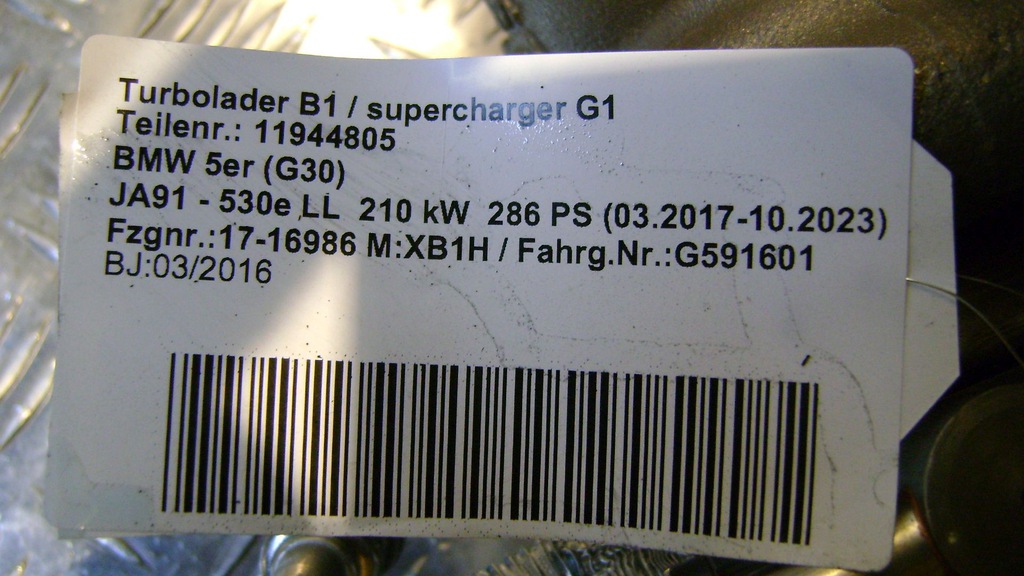 Turbolader B1 / supercharger G1
Teilenr.: 11944805
BMW 5er (G30)
JA91 - 530e LL 210 kW 286 PS (03.2017-10.2023)
Fzgnr.:17-16986 M:XB1H / Fahrg.Nr.:G591601
BJ:03/2016